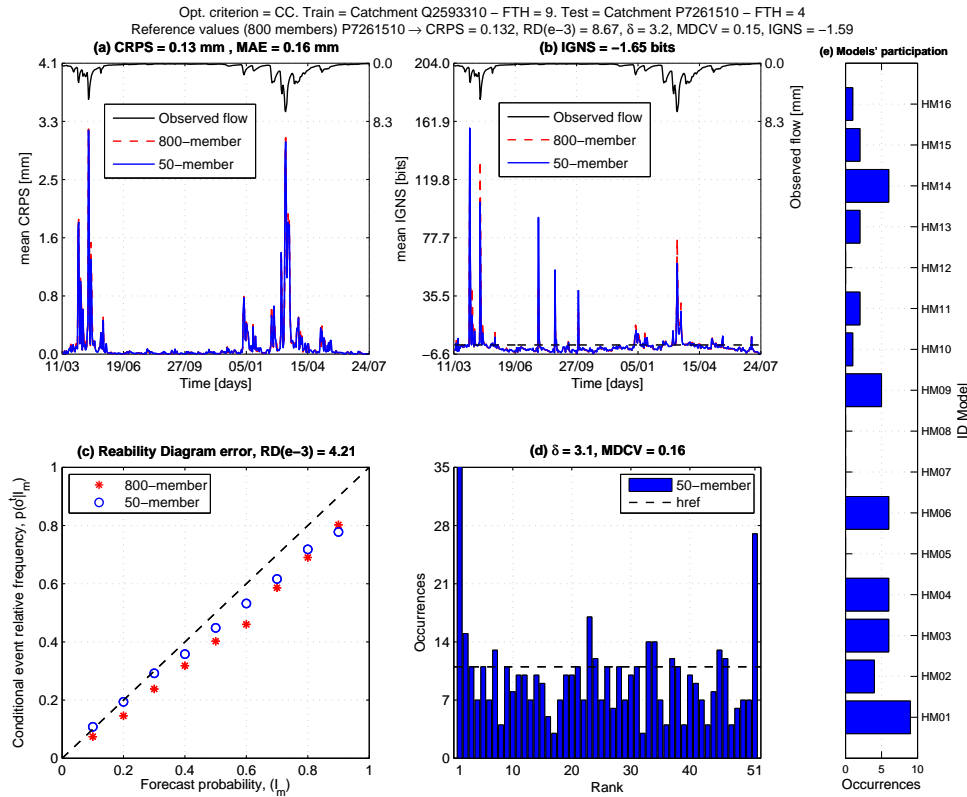 Opt. criterion = CC. Train = Catchment Q2593310 − FTH = 9. Test = Catchment P7261510 − FTH = 4
Reference values (800 members) P7261510 → CRPS = 0.132, RD(e−3) = 8.67, δ = 3.2, MDCV = 0.15, IGNS = −1.59
(a) CRPS = 0.13 mm , MAE = 0.16 mm
4.1
3.3
2.5
1.6
0.8
0.0
0.0
8.3
mean CRPS [mm]
Observed flow
800−member
50−member
11/03 19/06 27/09 05/01 15/04 24/07
Time [days]
(b) IGNS = −1.65 bits
204.0
161.9
119.8
77.7
35.5
−6.6
0.0
8.3
mean IGNS [bits]
Observed flow [mm]
Observed flow
800−member
50−member
11/03 19/06 27/09 05/01 15/04 24/07
Time [days]
(e) Models' participation
HM16
HM15
HM14
HM13
HM12
HM11
HM10
HM09
HM08
HM07
HM06
HM05
HM04
HM03
HM02
HM01
ID Model
0 5 10
Occurrences
(c) Reability Diagram error, RD(e−3) = 4.21
1
0.8
0.6
0.4
0.2
0
Conditional event relative frequency, p(o|I_m)
800−member
50−member
0 0.2 0.4 0.6 0.8 1
Forecast probability, (I_m)
(d) δ = 3.1, MDCV = 0.16
35
28
21
14
7
0
Occurrences
50−member
href
1 10 20 30 40 51
Rank